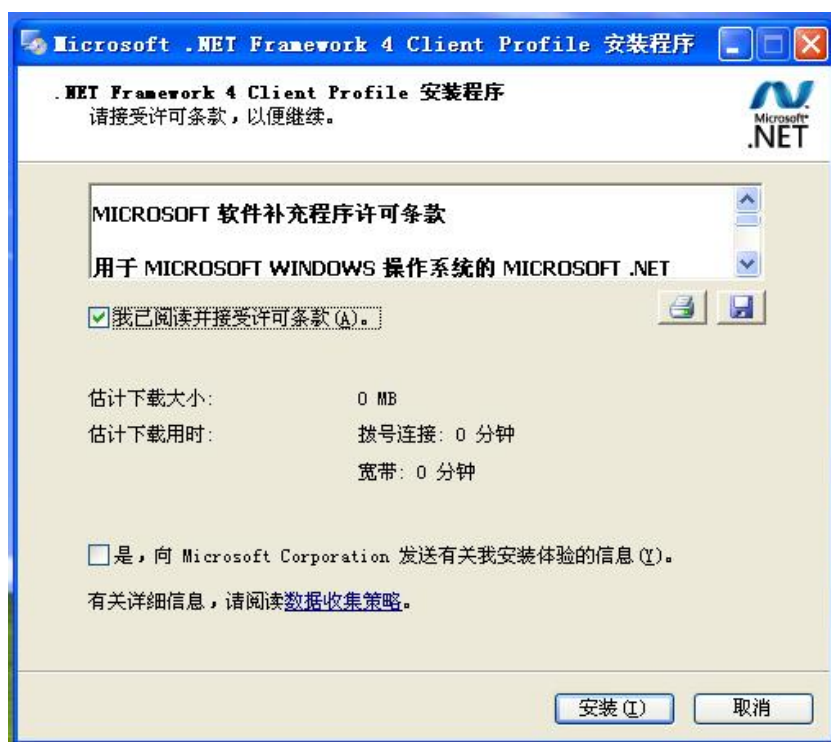 Microsoft .NET Framework 4 Client Profile 安装程序
.NET Framework 4 Client Profile 安装程序
请接受许可条款，以便继续。
Microsoft
.NET
MICROSOFT 软件补充程序许可条款
用于 MICROSOFT WINDOWS 操作系统的 MICROSOFT .NET
我已阅读并接受许可条款(A)。
估计下载大小: 0 MB
估计下载用时: 拨号连接: 0 分钟
宽带: 0 分钟
是，向 Microsoft Corporation 发送有关我安装体验的信息(Y)。
有关详细信息，请阅读数据收集策略。
安装(I) 取消